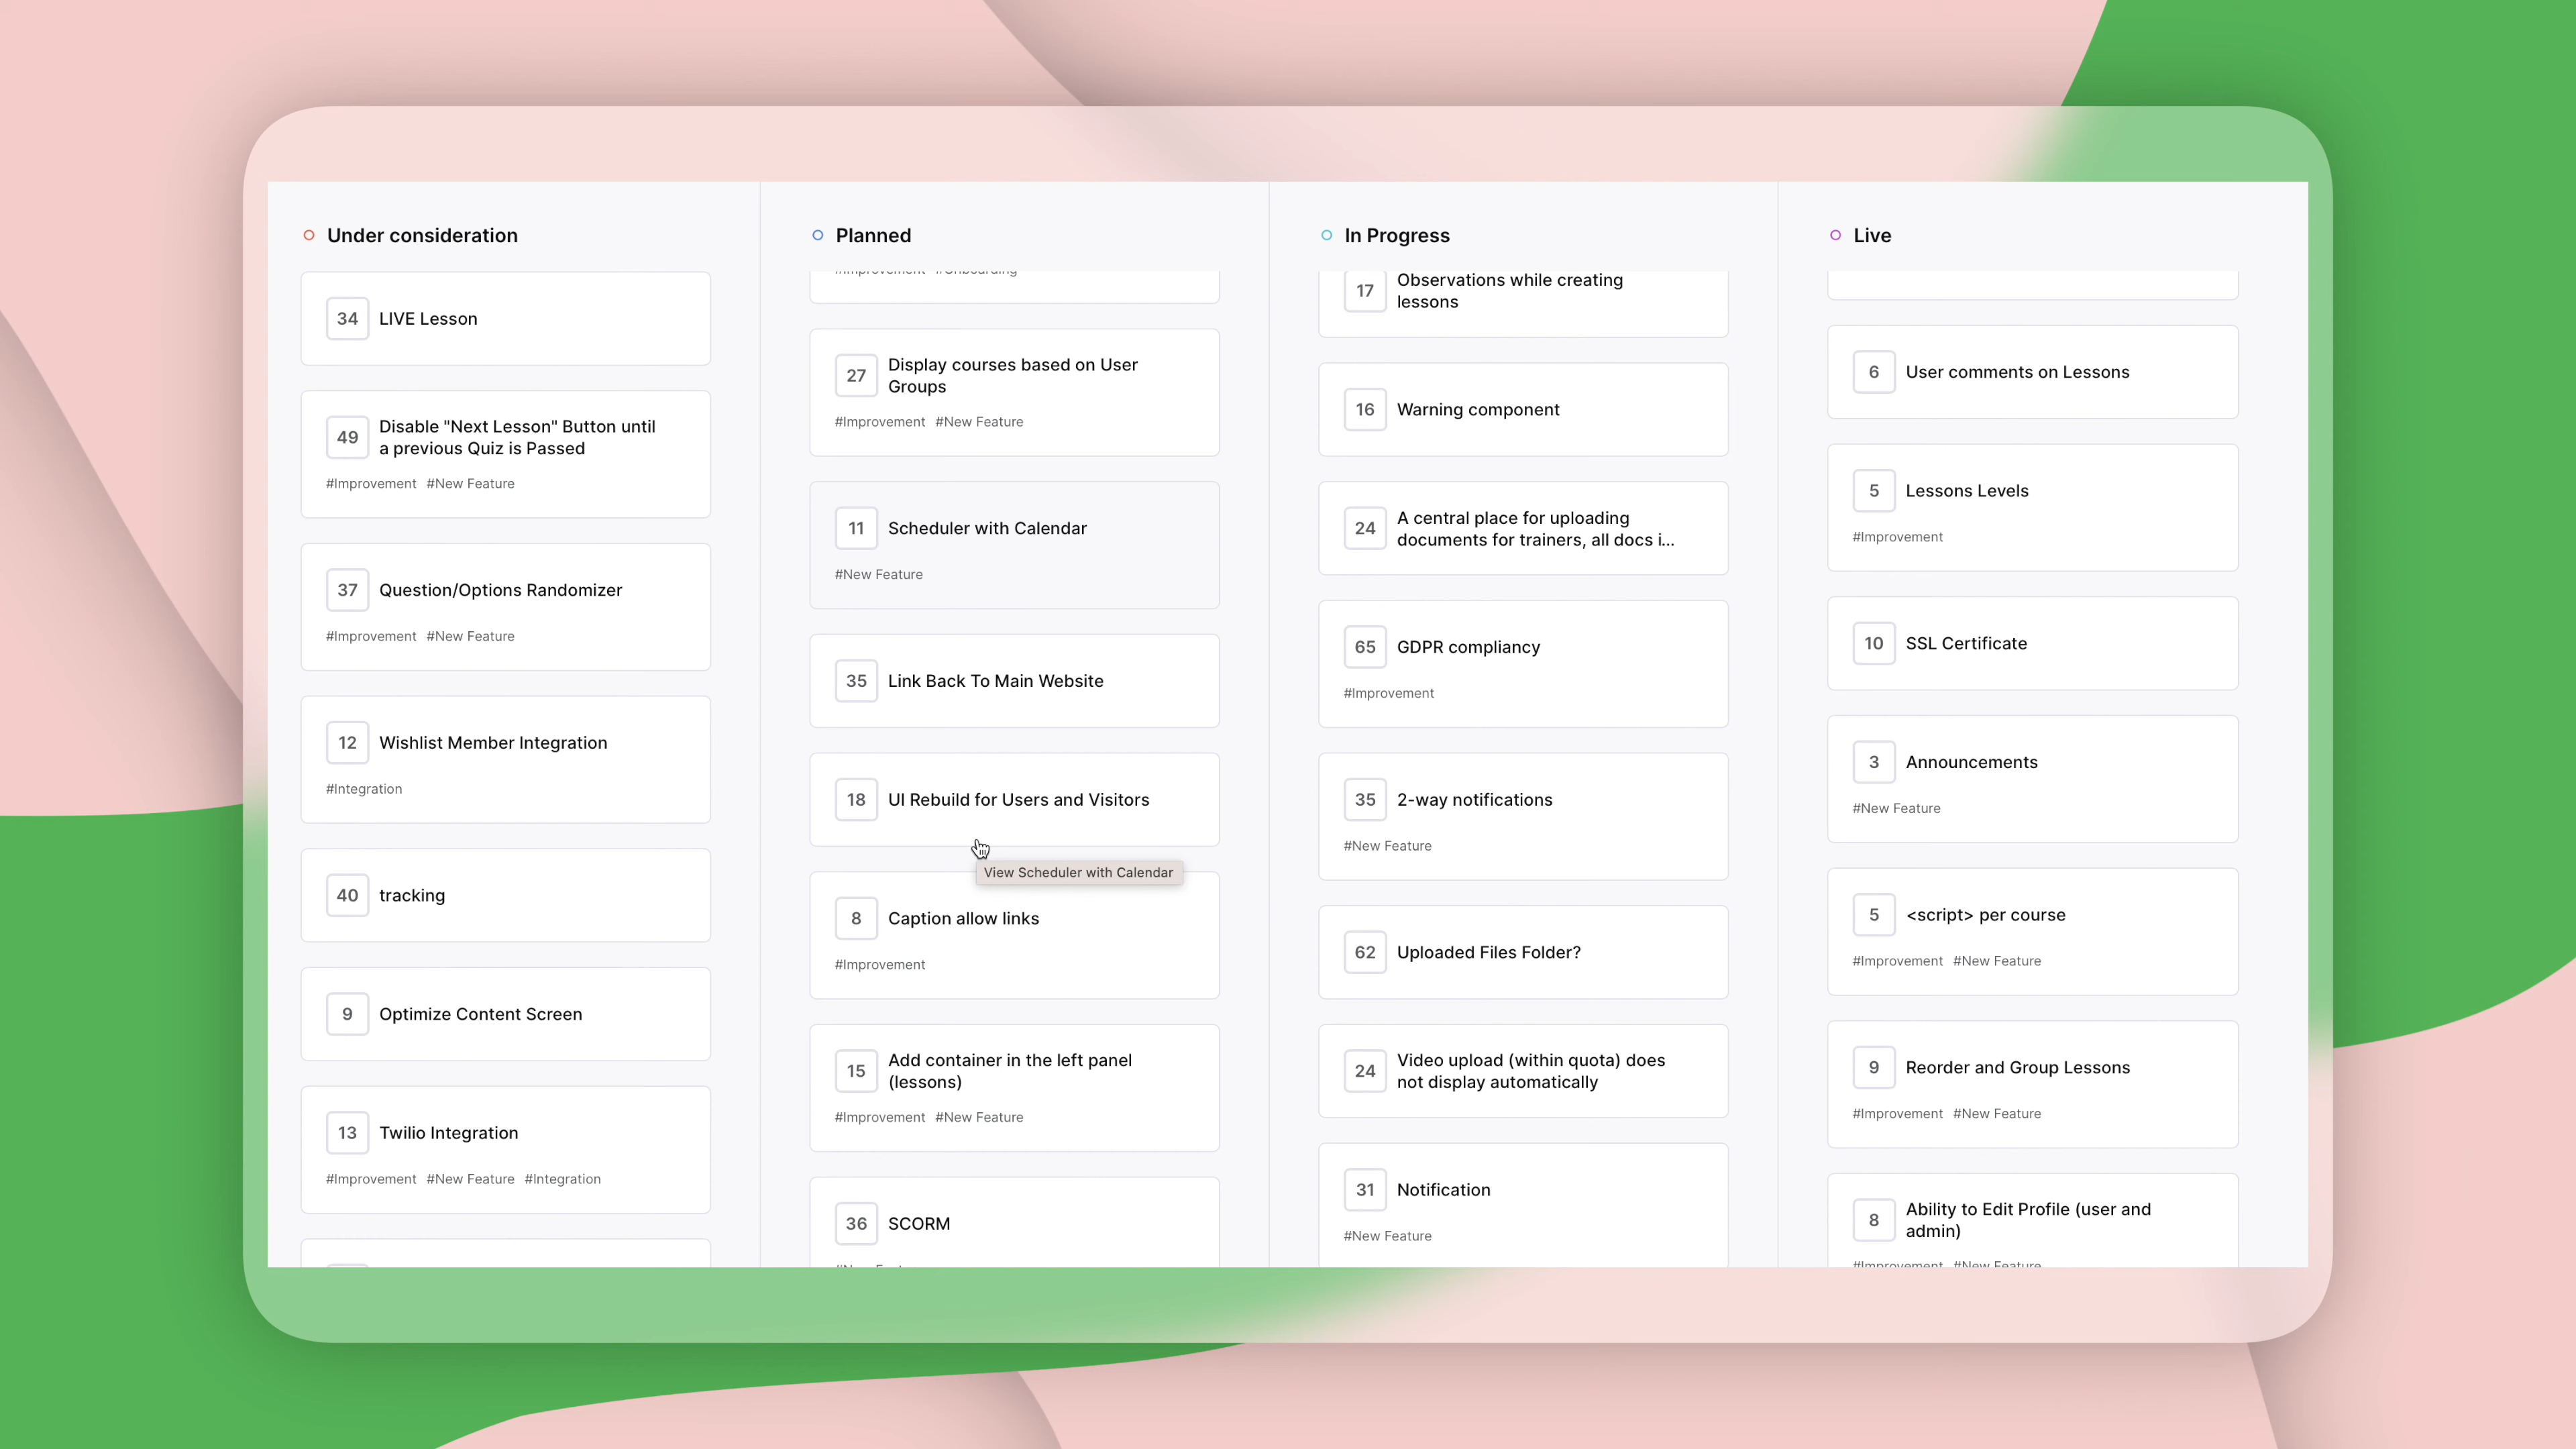 Under consideration
34
LIVE Lesson
49
Disable "Next Lesson" Button until
a previous Quiz is Passed
#Improvement #New Feature
37
Question/Options Randomizer
#Improvement #New Feature
12
Wishlist Member Integration
#Integration
40
tracking
9
Optimize Content Screen
13
Twilio Integration
#Improvement #New Feature #Integration
Planned
#Improvement #Onboarding
27
Display courses based on User
Groups
#Improvement #New Feature
11
Scheduler with Calendar
#New Feature
35
Link Back To Main Website
18
UI Rebuild for Users and Visitors
View Scheduler with Calendar
8
Caption allow links
#Improvement
15
Add container in the left panel
(lessons)
#Improvement #New Feature
36
SCORM
In Progress
17
Observations while creating
lessons
16
Warning component
24
A central place for uploading
documents for trainers, all docs i...
65
GDPR compliancy
#Improvement
35
2-way notifications
#New Feature
62
Uploaded Files Folder?
24
Video upload (within quota) does
not display automatically
31
Notification
#New Feature
Live
6
User comments on Lessons
5
Lessons Levels
#Improvement
10
SSL Certificate
3
Announcements
#New Feature
5
<script> per course
#Improvement #New Feature
9
Reorder and Group Lessons
#Improvement #New Feature
8
Ability to Edit Profile (user and
admin)
#Improvement #New Feature